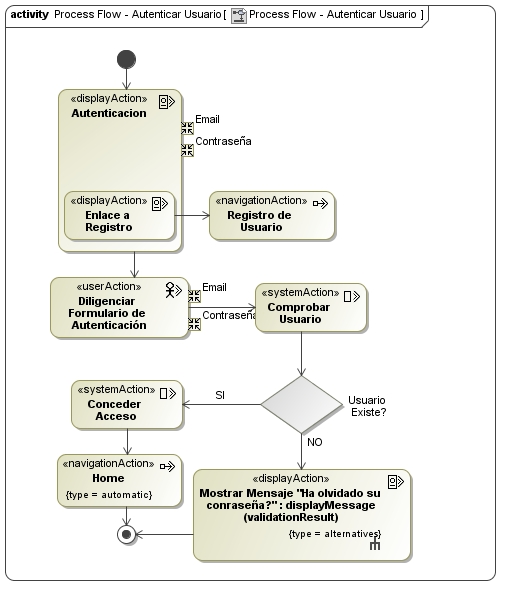 activity Process Flow - Autenticar Usuario[ Process Flow - Autenticar Usuario ]
«displayAction»
Autenticacion
Email
Contraseña
«displayAction»
Enlace a
Registro
«navigationAction»
Registro de
Usuario
«userAction»
Diligenciar
Formulario de
Autenticación
Email
Contraseña
«systemAction»
Comprobar
Usuario
«systemAction»
Conceder
Acceso
SI
Usuario
Existe?
NO
«navigationAction»
Home
{type = automatic}
«displayAction»
Mostrar Mensaje "Ha olvidado su
conraseña?" : displayMessage
(validationResult)
{type = alternatives}